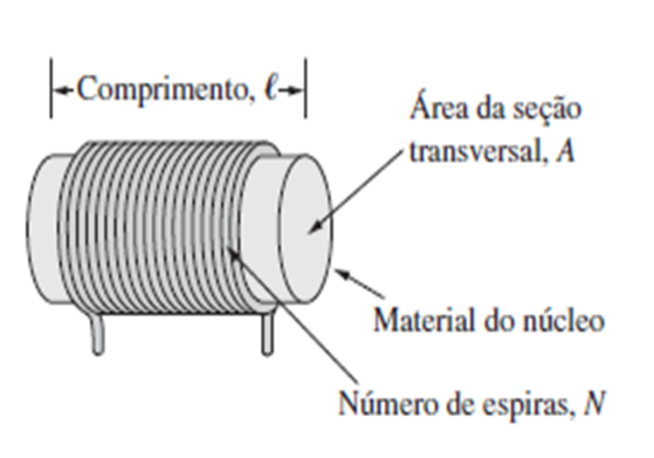 Comprimento, ℓ
Área da seção
transversal, A
Material do núcleo
Número de espiras, N